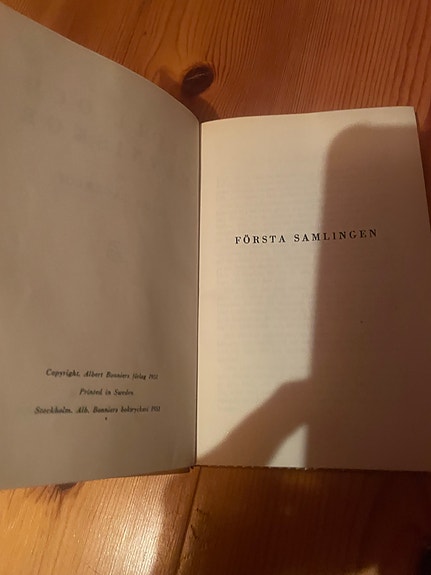 Copyright, Albert Bonniers förlag
Printed in Sweden
Stockholm, Alb. Bonniers boktryckeri
FÖRSTA SAMLINGEN